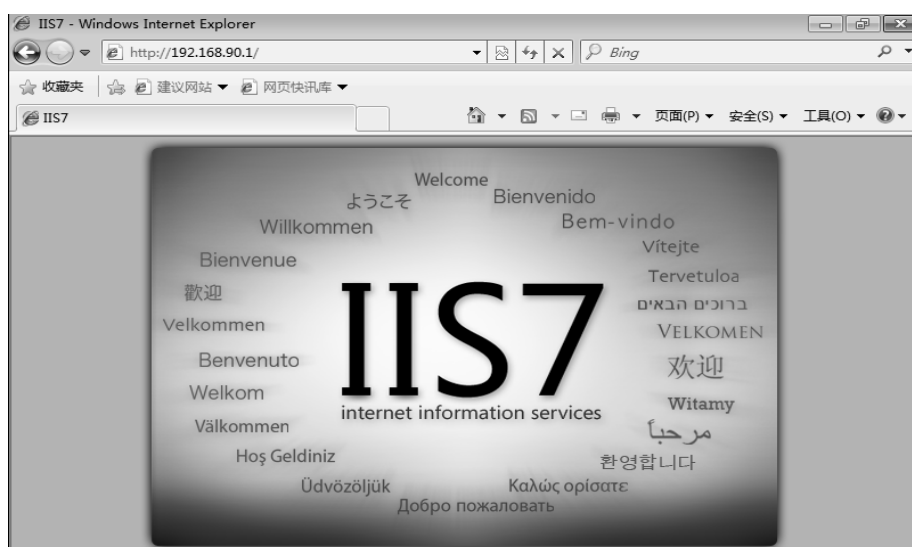 IIS7 - Windows Internet Explorer
http://192.168.90.1/
Bing
收藏夹 建议网站 网页快讯库
IIS7 页面(P) 安全(S) 工具(O)
Welcome
ようこそ
Bienvenido
Willkommen
Bem-vindo
Bienvenue
Vítejte
歡迎
Tervetuloa
Velkommen
ברוכים הבאים
Benvenuto
VELKOMEN
Welkom
欢迎
Välkommen
Witamy
Hoş Geldiniz
مرحباً
Üdvözöljük
환영합니다
Καλώς ορίσατε
Добро пожаловать
IIS7
internet information services